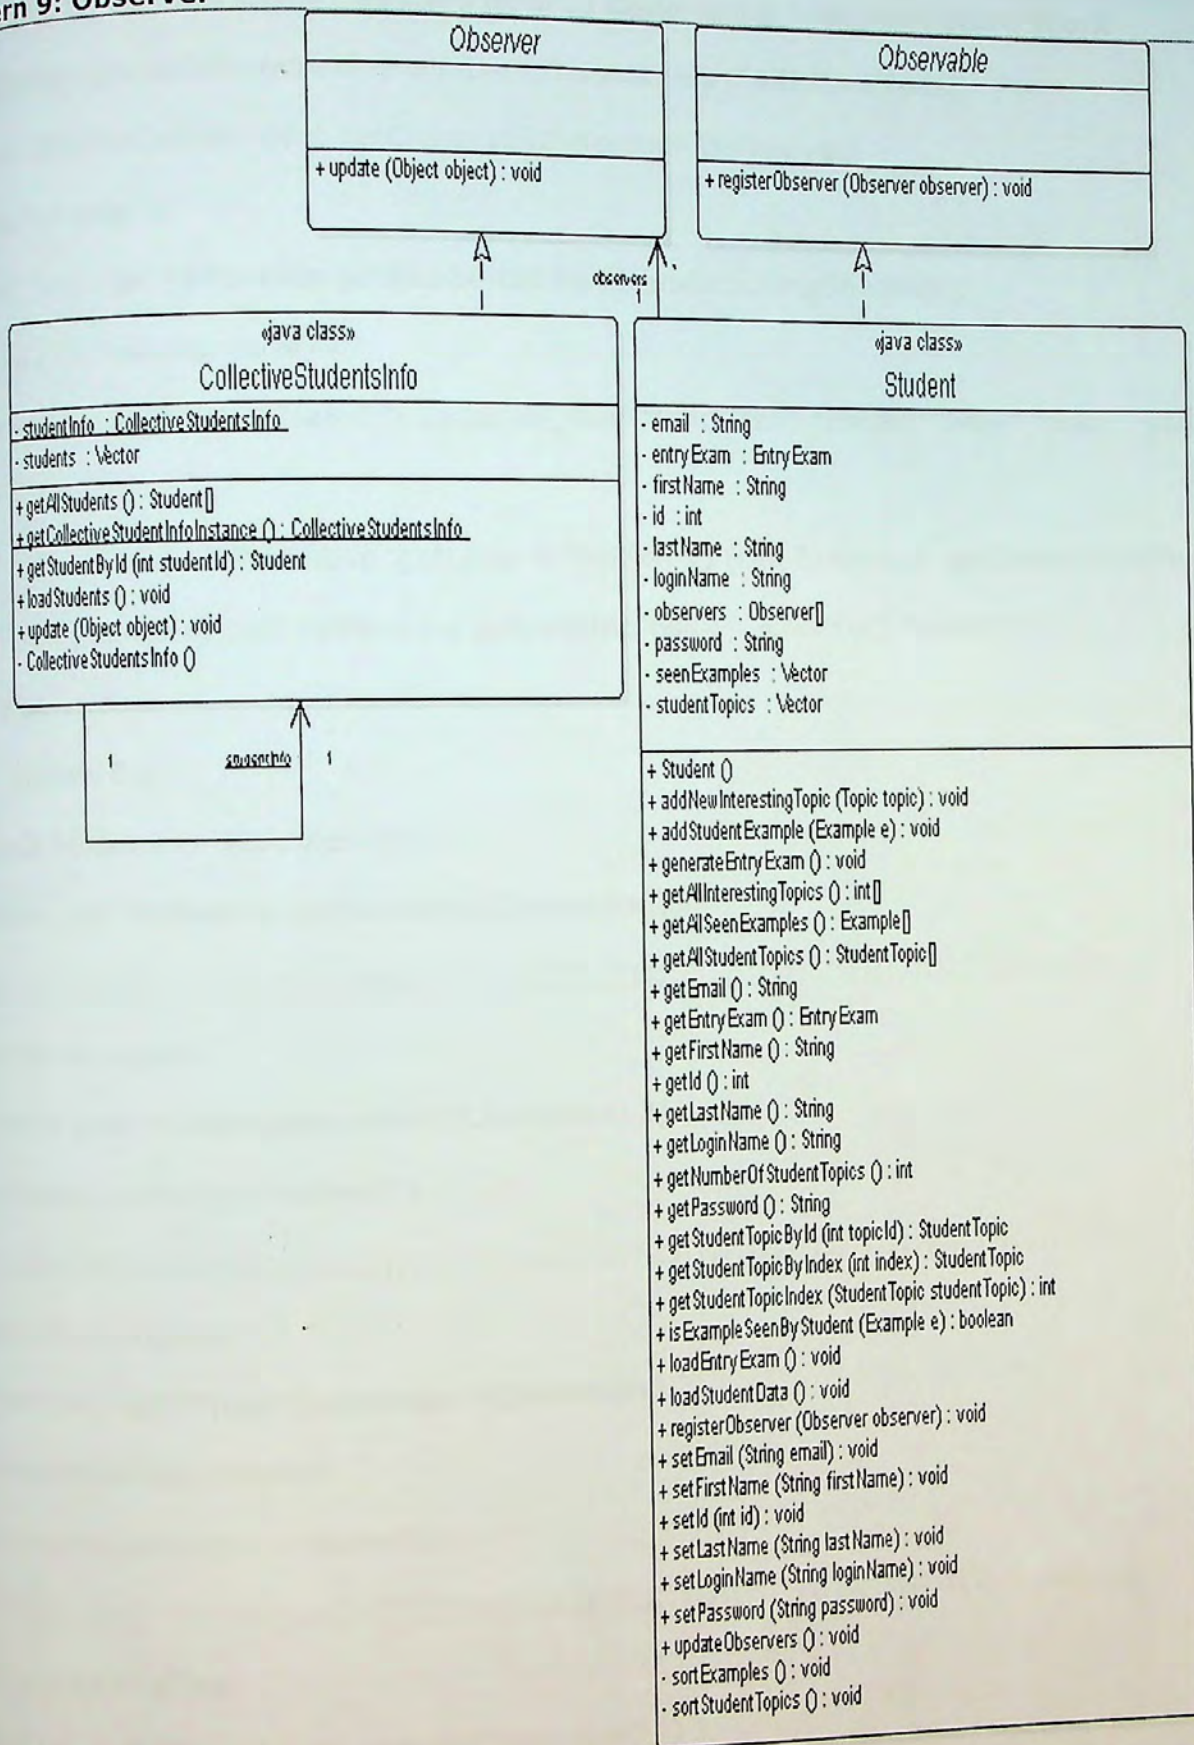 ern 9: Observer
Observer
+ update (Object object) : void
Observable
+ registerObserver (Observer observer) : void
observers
1
«java class»
CollectiveStudentsInfo
- studentInfo : CollectiveStudentsInfo
- students : Vector
+ getAllStudents () : Student[]
+ getCollectiveStudentInfoInstance () : CollectiveStudentsInfo
+ getStudentById (int studentId) : Student
+ loadStudents () : void
+ update (Object object) : void
- CollectiveStudentsInfo ()
1
studentInfo
1
«java class»
Student
- email : String
- entryExam : EntryExam
- firstName : String
- id : int
- lastName : String
- loginName : String
- observers : Observer[]
- password : String
- seenExamples : Vector
- studentTopics : Vector
+ Student ()
+ addNewInterestingTopic (Topic topic) : void
+ addStudentExample (Example e) : void
+ generateEntryExam () : void
+ getAllInterestingTopics () : int[]
+ getAllSeenExamples () : Example[]
+ getAllStudentTopics () : StudentTopic[]
+ getEmail () : String
+ getEntryExam () : EntryExam
+ getFirstName () : String
+ getId () : int
+ getLastName () : String
+ getLoginName () : String
+ getNumberOfStudentTopics () : int
+ getPassword () : String
+ getStudentTopicById (int topicId) : StudentTopic
+ getStudentTopicByIndex (int index) : StudentTopic
+ getStudentTopicIndex (StudentTopic studentTopic) : int
+ isExampleSeenByStudent (Example e) : boolean
+ loadEntryExam () : void
+ loadStudentData () : void
+ registerObserver (Observer observer) : void
+ setEmail (String email) : void
+ setFirstName (String firstName) : void
+ setId (int id) : void
+ setLastName (String lastName) : void
+ setLoginName (String loginName) : void
+ setPassword (String password) : void
+ updateObservers () : void
- sortExamples () : void
- sortStudentTopics () : void